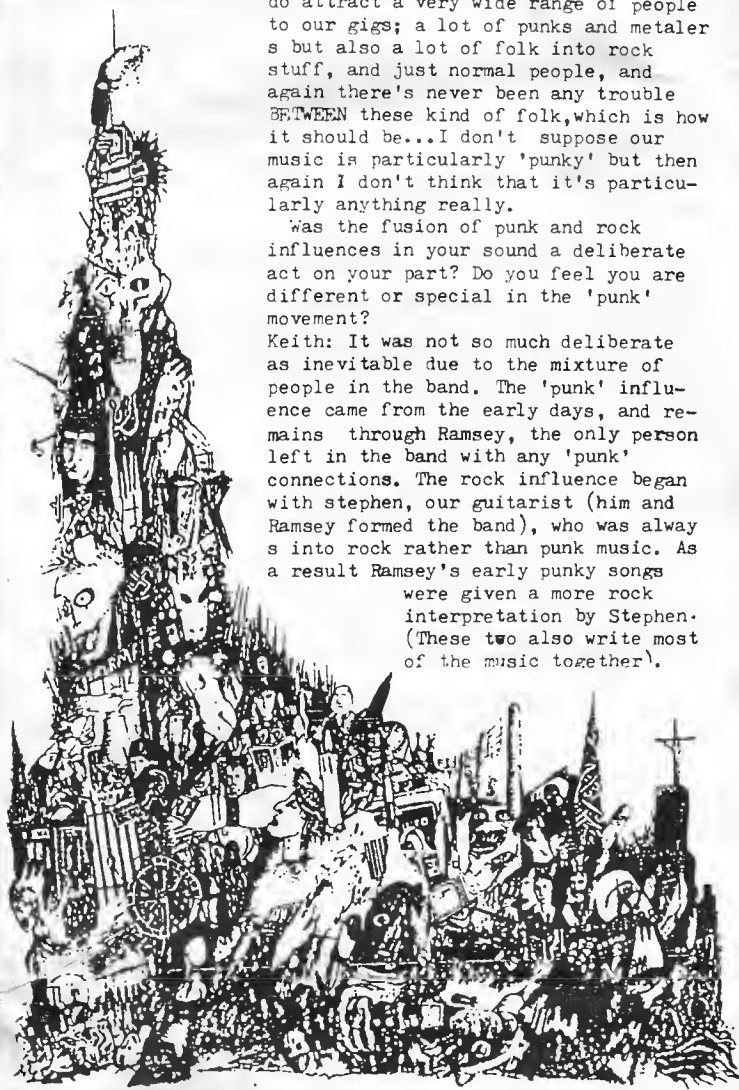 do attract a very wide range of people
to our gigs; a lot of punks and metaler
s but also a lot of folk into rock
stuff, and just normal people, and
again there's never been any trouble
BETWEEN these kind of folk,which is how
it should be...I don't suppose our
music is particularly 'punky' but then
again I don't think that it's particu-
larly anything really.
Was the fusion of punk and rock
influences in your sound a deliberate
act on your part? Do you feel you are
different or special in the 'punk'
movement?
Keith: It was not so much deliberate
as inevitable due to the mixture of
people in the band. The 'punk' influ-
ence came from the early days, and re-
mains through Ramsey, the only person
left in the band with any 'punk'
connections. The rock influence began
with stephen, our guitarist (him and
Ramsey formed the band), who was alway
s into rock rather than punk music. As
a result Ramsey's early punky songs
were given a more rock
interpretation by Stephen.
(These two also write most
of the music together).